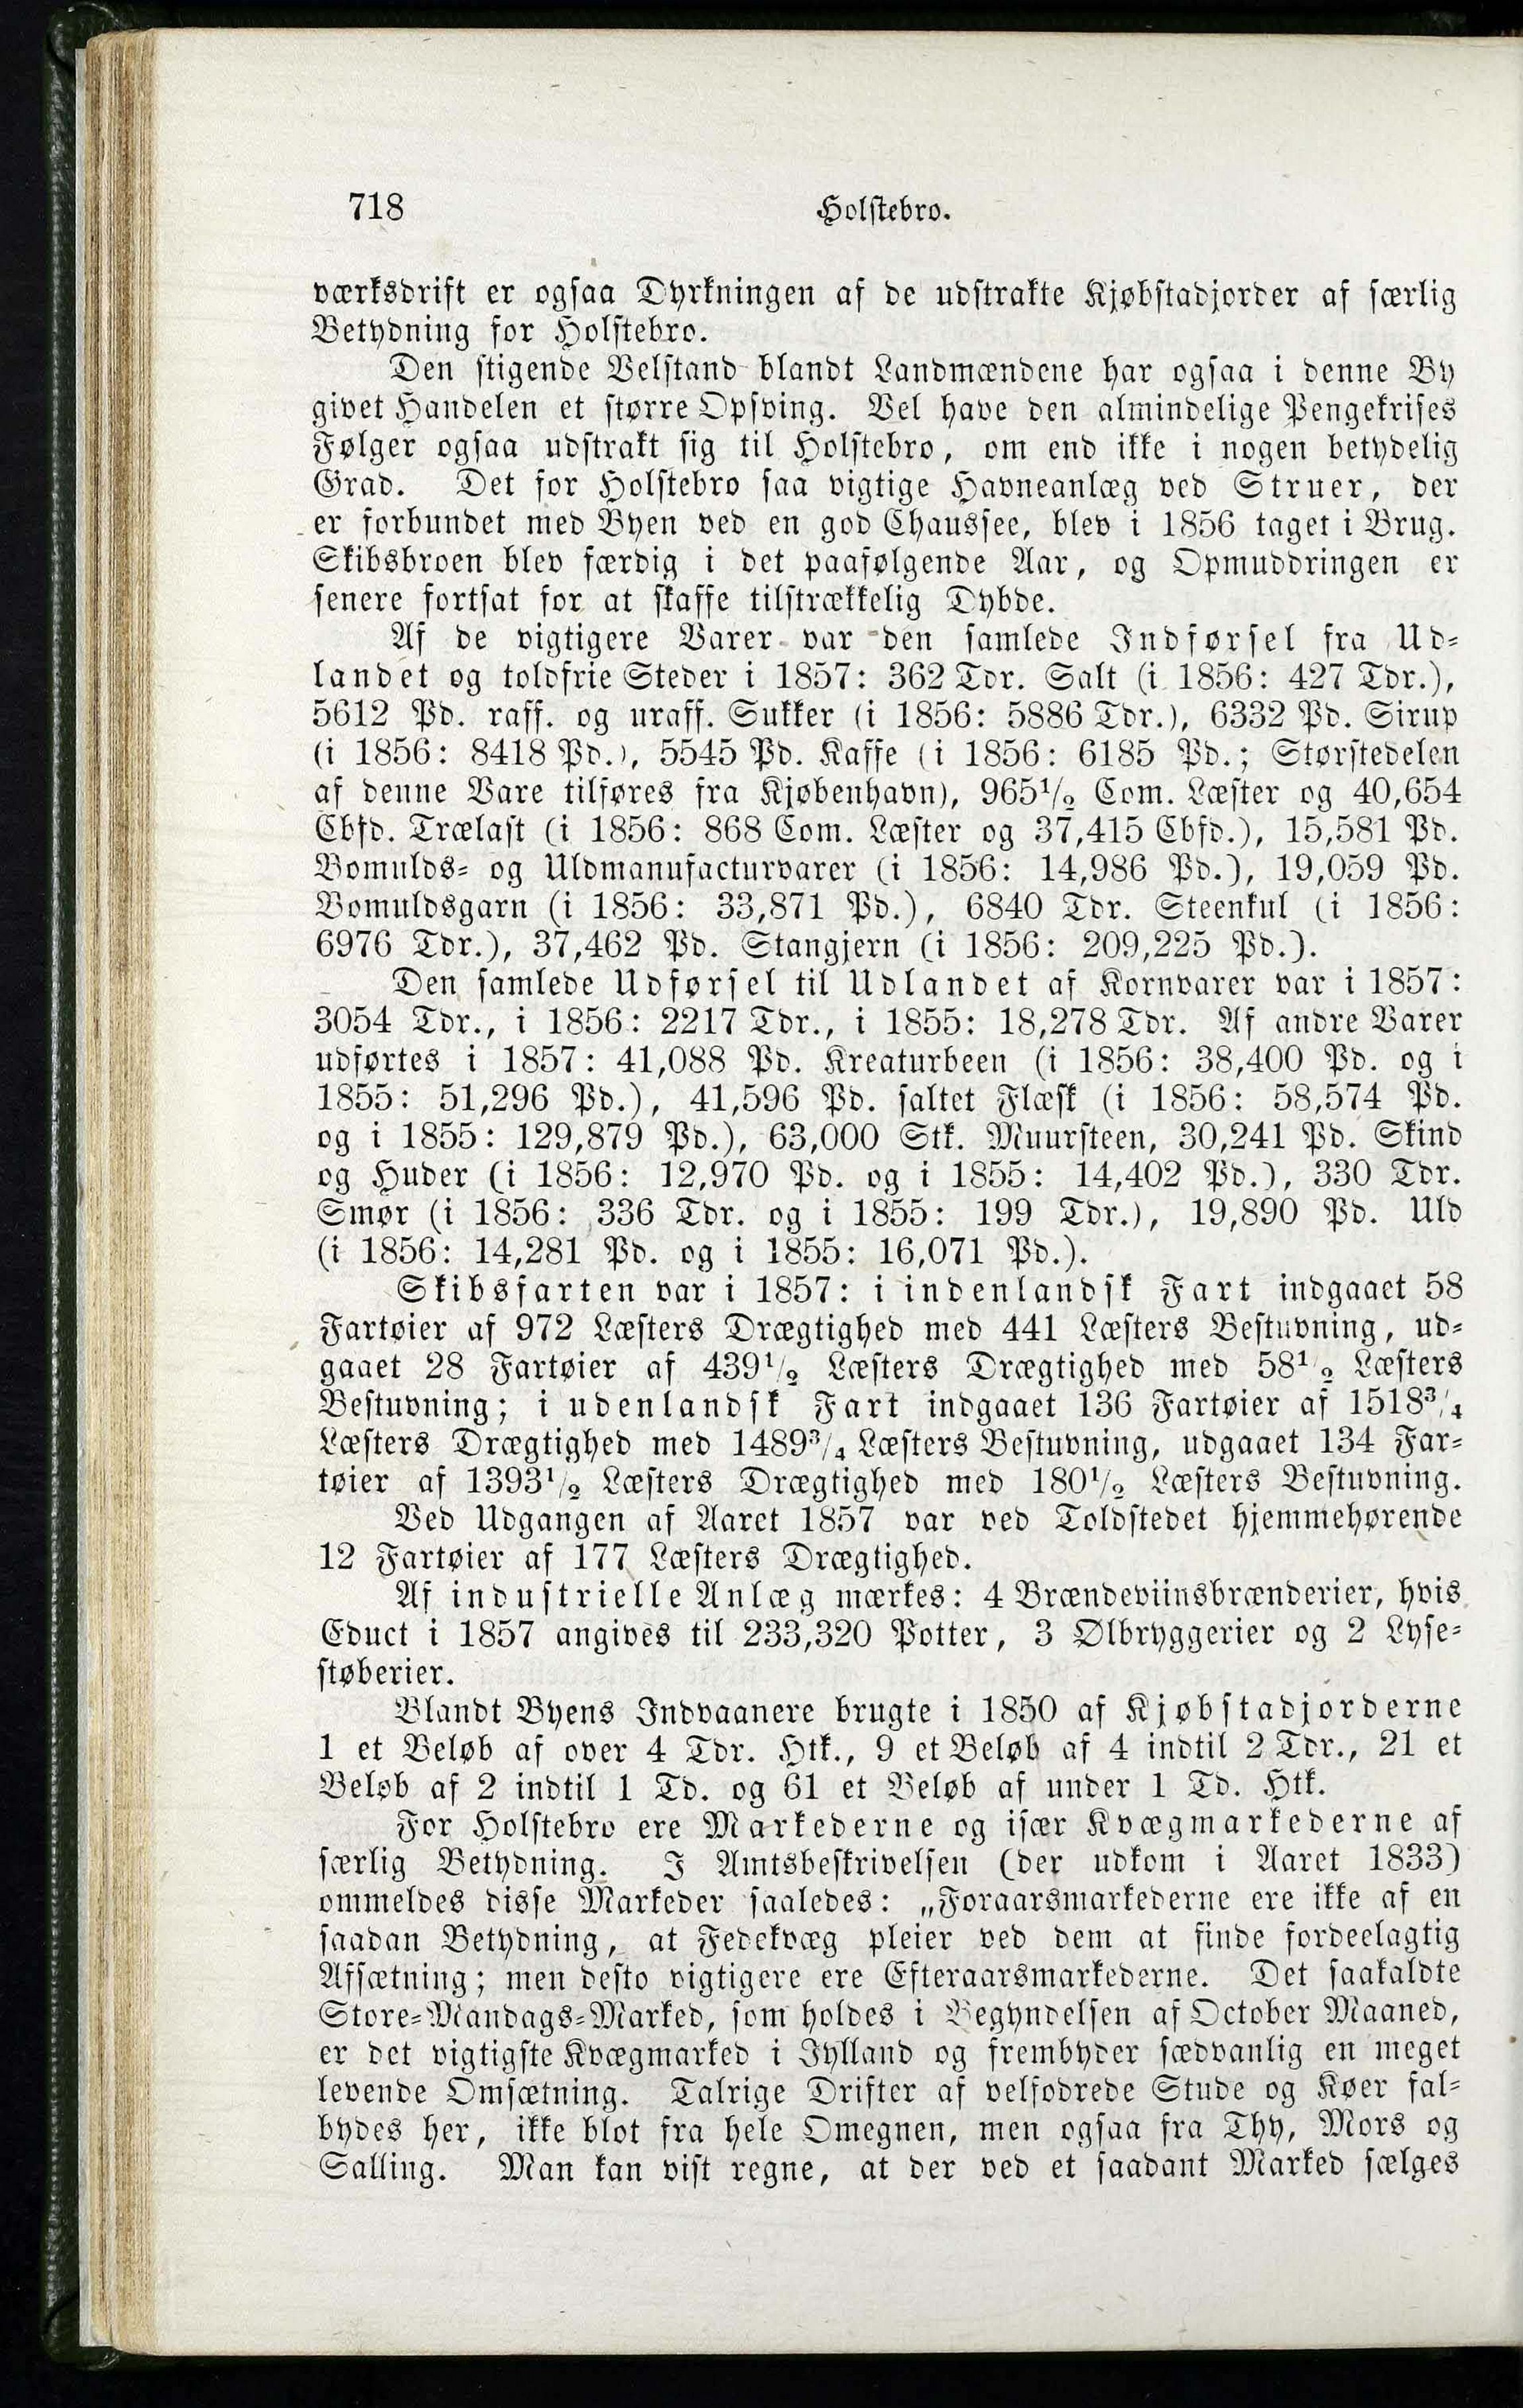 718 Holstebro.
værksdrift er ogsaa Dyrkningen af de udstrakte Kjøbstadjorder af særlig
Betydning for Holstebro.
Den stigende Velstand blandt Landmændene har ogsaa i denne By
givet Handelen et større Opsving. Vel have den almindelige Pengekrises
Følger ogsaa udstrakt sig til Holstebro, om end ikke i nogen betydelig
Grad. Det for Holstebro saa vigtige Havneanlæg ved Struer, der
er forbundet med Byen ved en god Chaussee, blev i 1856 taget i Brug.
Skibsbroen blev færdig i det paafølgende Aar, og Opmuddringen er
senere fortsat for at skaffe tilstrækkelig Dybde.
Af de vigtigere Varer var den samlede Indførsel fra Ud-
landet og toldfrie Steder i 1857: 362 Tdr. Salt (i 1856: 427 Tdr.),
5612 Pd. raff. og uraff. Sukker (i 1856: 5886 Tdr.), 6332 Pd. Sirup
(i 1856: 8418 Pd.), 5545 Pd. Kaffe (i 1856: 6185 Pd.; Størstedelen
af denne Vare tilføres fra Kjøbenhavn), 965½ Com. Læster og 40,654
Cbfd. Trælast (i 1856: 868 Com. Læster og 37,415 Cbfd.), 15,581 Pd.
Bomulds- og Uldmanufacturvarer (i 1856: 14,986 Pd.), 19,059 Pd.
Bomuldsgarn (i 1856: 33,871 Pd.), 6840 Tdr. Steenkul (i 1856:
6976 Tdr.), 37,462 Pd. Stangjern (i 1856: 209,225 Pd.).
Den samlede Udførsel til Udlandet af Kornvarer var i 1857:
3054 Tdr., i 1856: 2217 Tdr., i 1855: 18,278 Tdr. Af andre Varer
udførtes i 1857: 41,088 Pd. Kreaturbeen (i 1856: 38,400 Pd. og i
1855: 51,296 Pd.), 41,596 Pd. saltet Flæsk (i 1856: 58,574 Pd.
og i 1855: 129,879 Pd.), 63,000 Stk. Muursteen, 30,241 Pd. Skind
og Huder (i 1856: 12,970 Pd. og i 1855: 14,402 Pd.), 330 Tdr.
Smør (i 1856: 336 Tdr. og i 1855: 199 Tdr.), 19,890 Pd. Uld
(i 1856: 14,281 Pd. og i 1855: 16,071 Pd.).
Skibsfarten var i 1857: i indenlandsk Fart indgaaet 58
Fartøier af 972 Læsters Drægtighed med 441 Læsters Bestuvning, ud-
gaaet 28 Fartøier af 439½ Læsters Drægtighed med 58½ Læsters
Bestuvning; i udenlandsk Fart indgaaet 136 Fartøier af 1518¾
Læsters Drægtighed med 1489¾ Læsters Bestuvning, udgaaet 134 Far-
tøier af 1393½ Læsters Drægtighed med 180½ Læsters Bestuvning.
Ved Udgangen af Aaret 1857 var ved Toldstedet hjemmehørende
12 Fartøier af 177 Læsters Drægtighed.
Af industrielle Anlæg mærkes: 4 Brændeviinsbrænderier, hvis
Educt i 1857 angives til 233,320 Potter, 3 Ølbryggerier og 2 Lyse-
støberier.
Blandt Byens Indvaanere brugte i 1850 af Kjøbstadjorderne
1 et Beløb af over 4 Tdr. Htk., 9 et Beløb af 4 indtil 2 Tdr., 21 et
Beløb af 2 indtil 1 Td. og 61 et Beløb af under 1 Td. Htk.
For Holstebro ere Markederne og især Kvægmarkederne af
særlig Betydning. I Amtsbeskrivelsen (der udkom i Aaret 1833)
ommeldes disse Markeder saaledes: „Foraarsmarkederne ere ikke af en
saadan Betydning, at Fedekvæg pleier ved dem at finde fordeelagtig
Afsætning; men desto vigtigere ere Efteraarsmarkederne. Det saakaldte
Store-Mandags-Marked, som holdes i Begyndelsen af October Maaned,
er det vigtigste Kvægmarked i Jylland og frembyder sædvanlig en meget
levende Omsætning. Talrige Drifter af velfodrede Stude og Køer fal-
bydes her, ikke blot fra hele Omegnen, men ogsaa fra Thy, Mors og
Salling. Man kan vist regne, at der ved et saadant Marked sælges